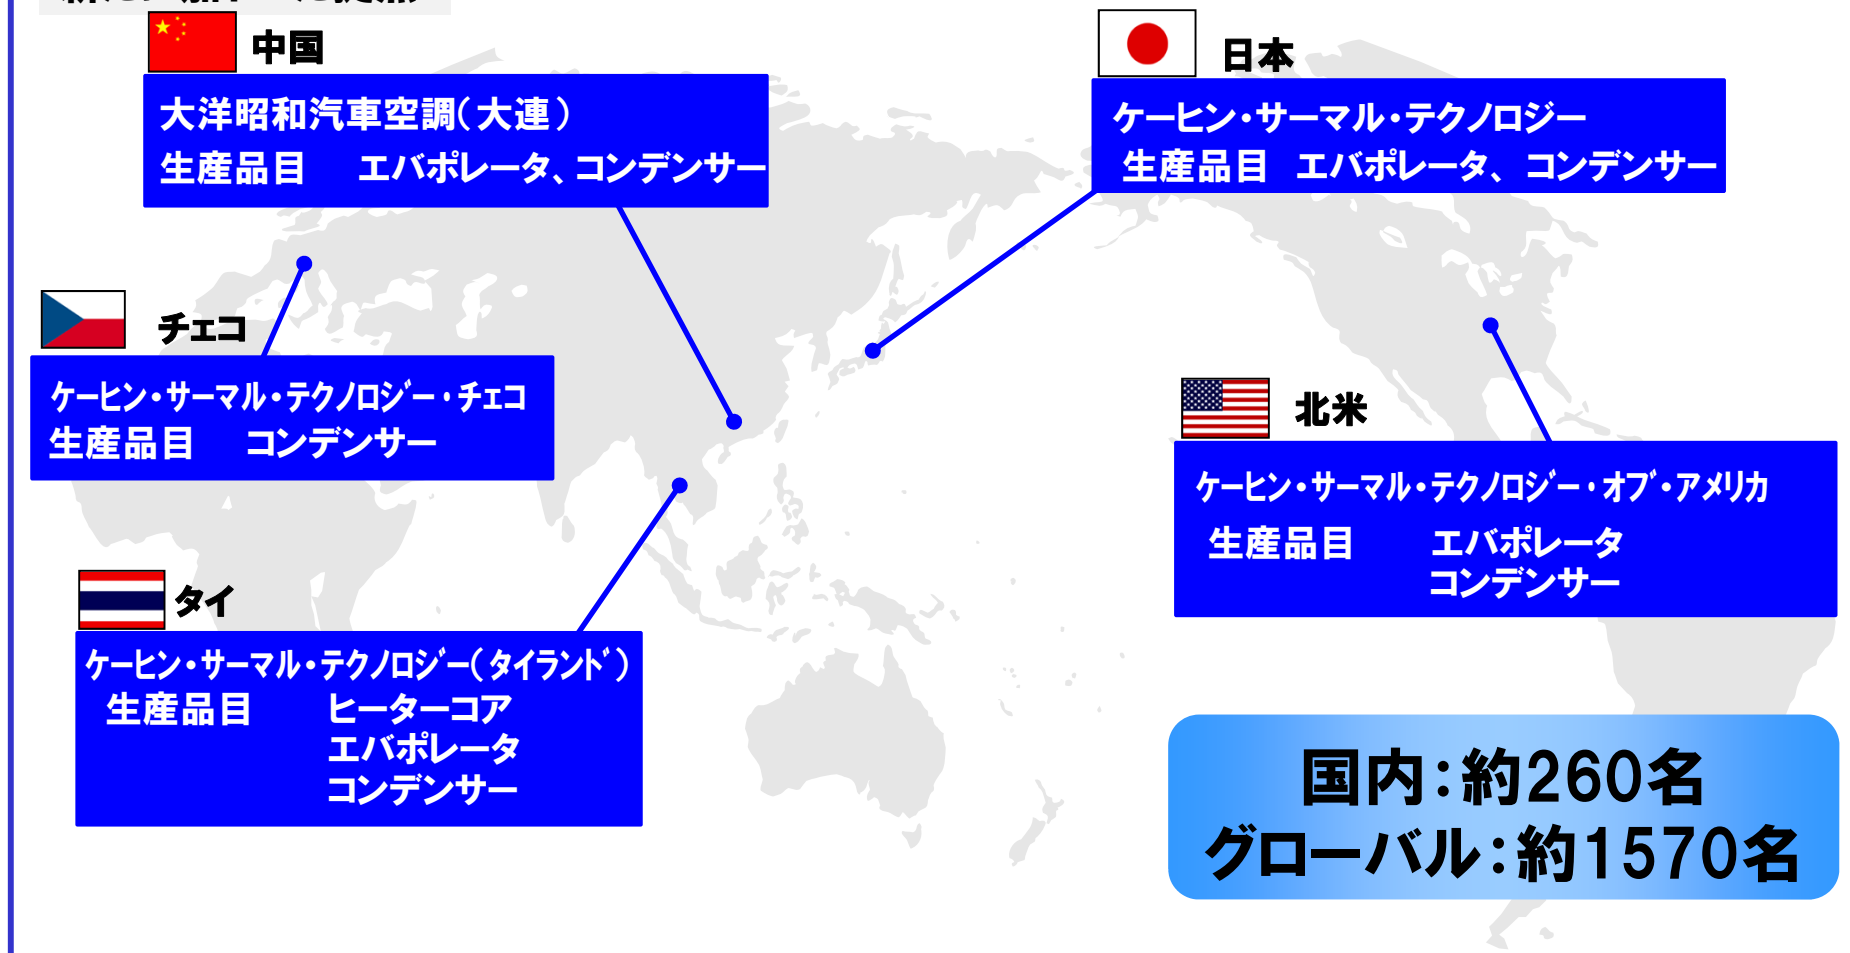 中国
大洋昭和汽車空調(大連)
生産品目 エバポレータ、コンデンサー
日本
ケーヒン・サーマル・テクノロジー
生産品目 エバポレータ、コンデンサー
チェコ
ケーヒン・サーマル・テクノロジー・チェコ
生産品目 コンデンサー
北米
ケーヒン・サーマル・テクノロジー・オブ・アメリカ
生産品目 エバポレータ
コンデンサー
タイ
ケーヒン・サーマル・テクノロジー(タイランド)
生産品目 ヒーターコア
エバポレータ
コンデンサー
国内:約260名
グローバル:約1570名